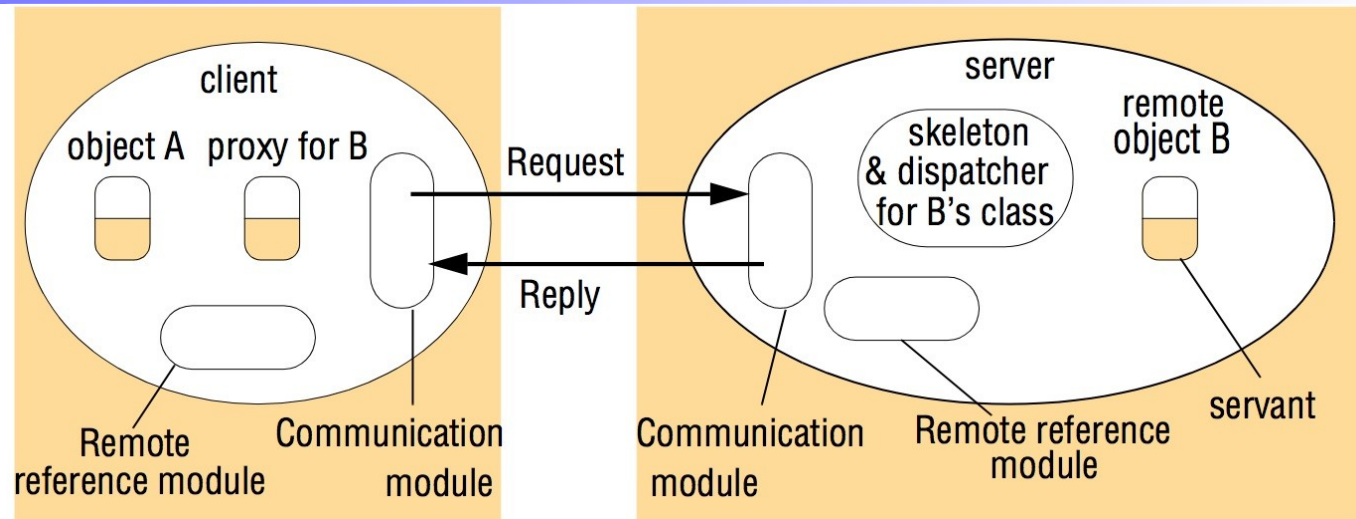 client
object A
proxy for B
Remote
reference module
Communication
module
Request
Reply
server
skeleton
& dispatcher
for B's class
remote
object B
Communication
module
Remote reference
module
servant